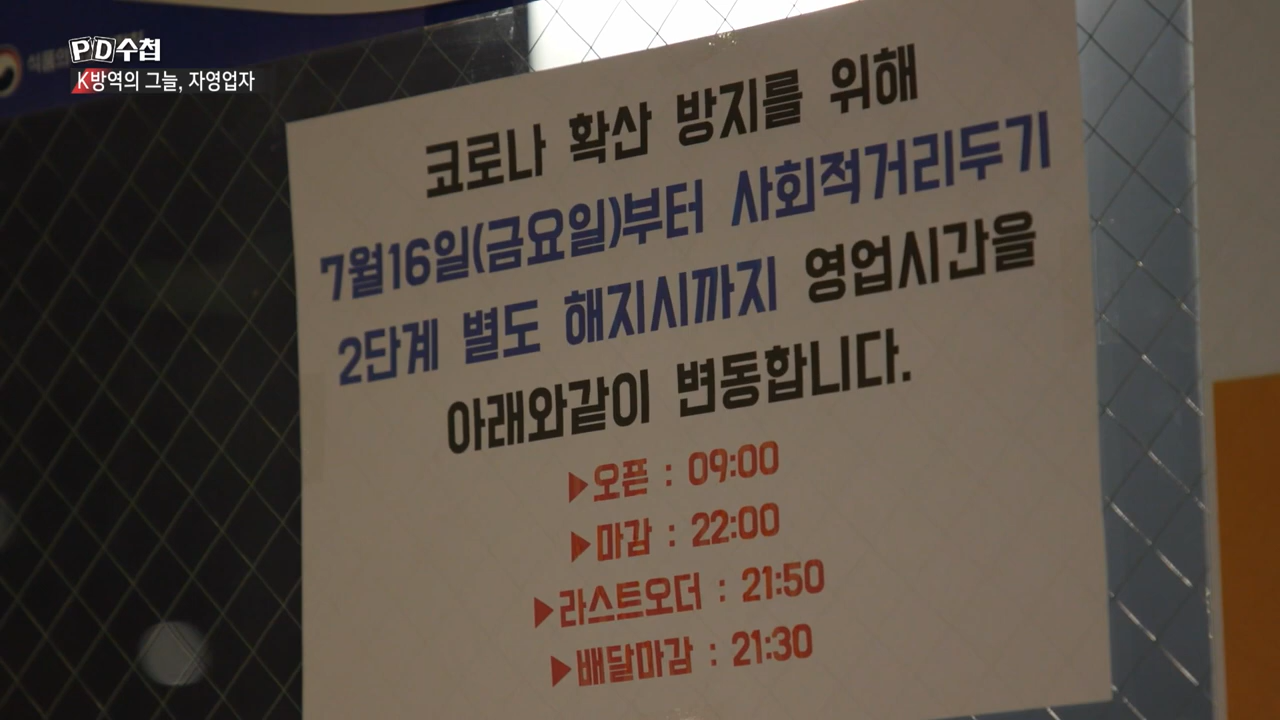 PD수첩
K방역의 그늘, 자영업자
코로나 확산 방지를 위해
7월16일(금요일)부터 사회적거리두기
2단계 별도 해지시까지 영업시간을
아래와같이 변동합니다.
▶오픈 : 09:00
▶마감 : 22:00
▶라스트오더 : 21:50
▶배달마감 : 21:30